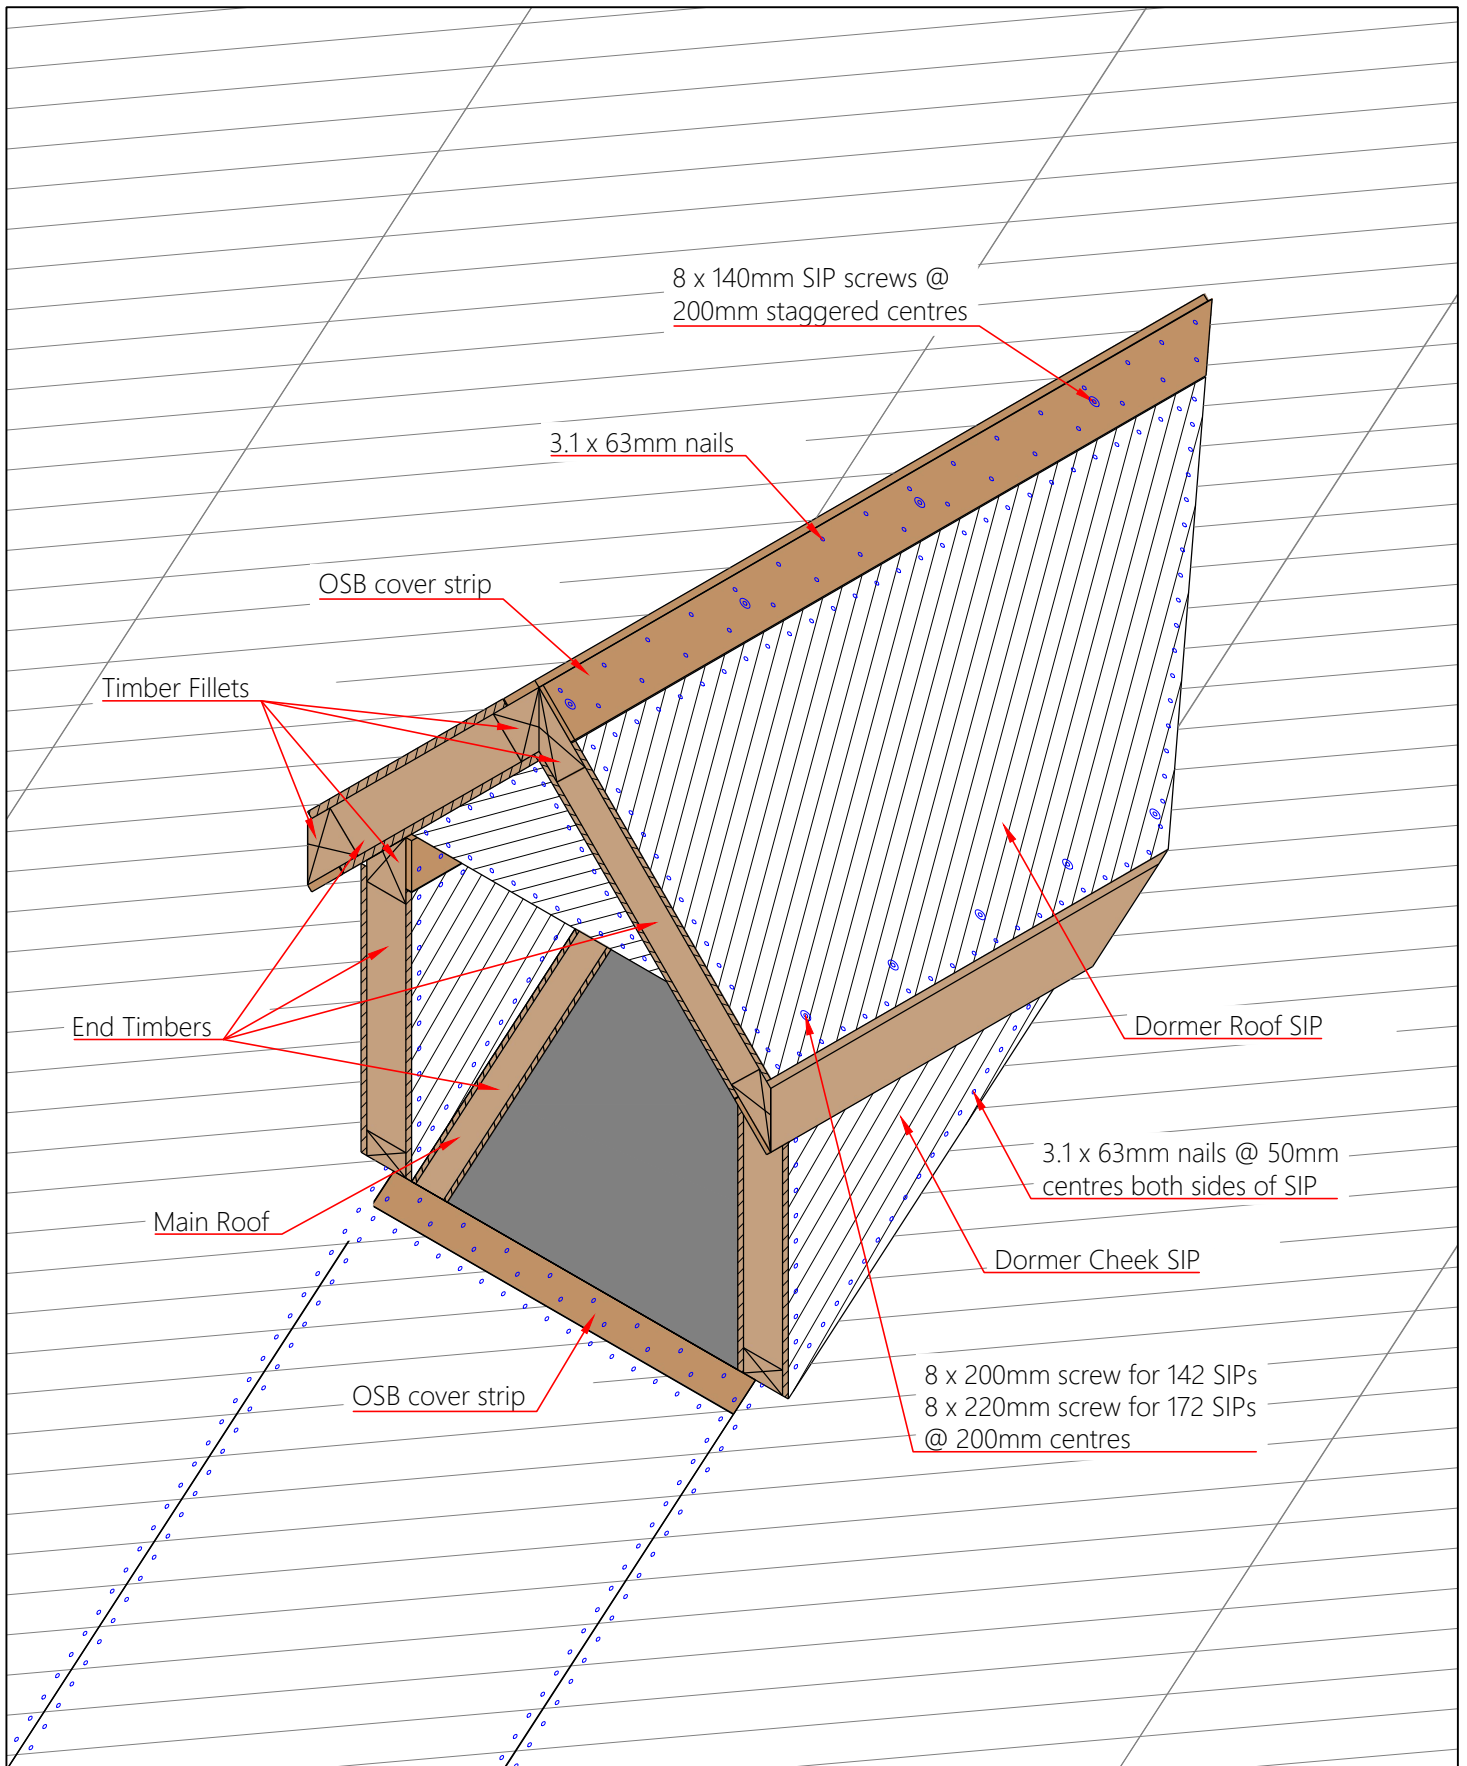 8 x 140mm SIP screws @
200mm staggered centres
3.1 x 63mm nails
OSB cover strip
Timber Fillets
End Timbers
Dormer Roof SIP
3.1 x 63mm nails @ 50mm
centres both sides of SIP
Main Roof
Dormer Cheek SIP
8 x 200mm screw for 142 SIPs
8 x 220mm screw for 172 SIPs
@ 200mm centres
OSB cover strip